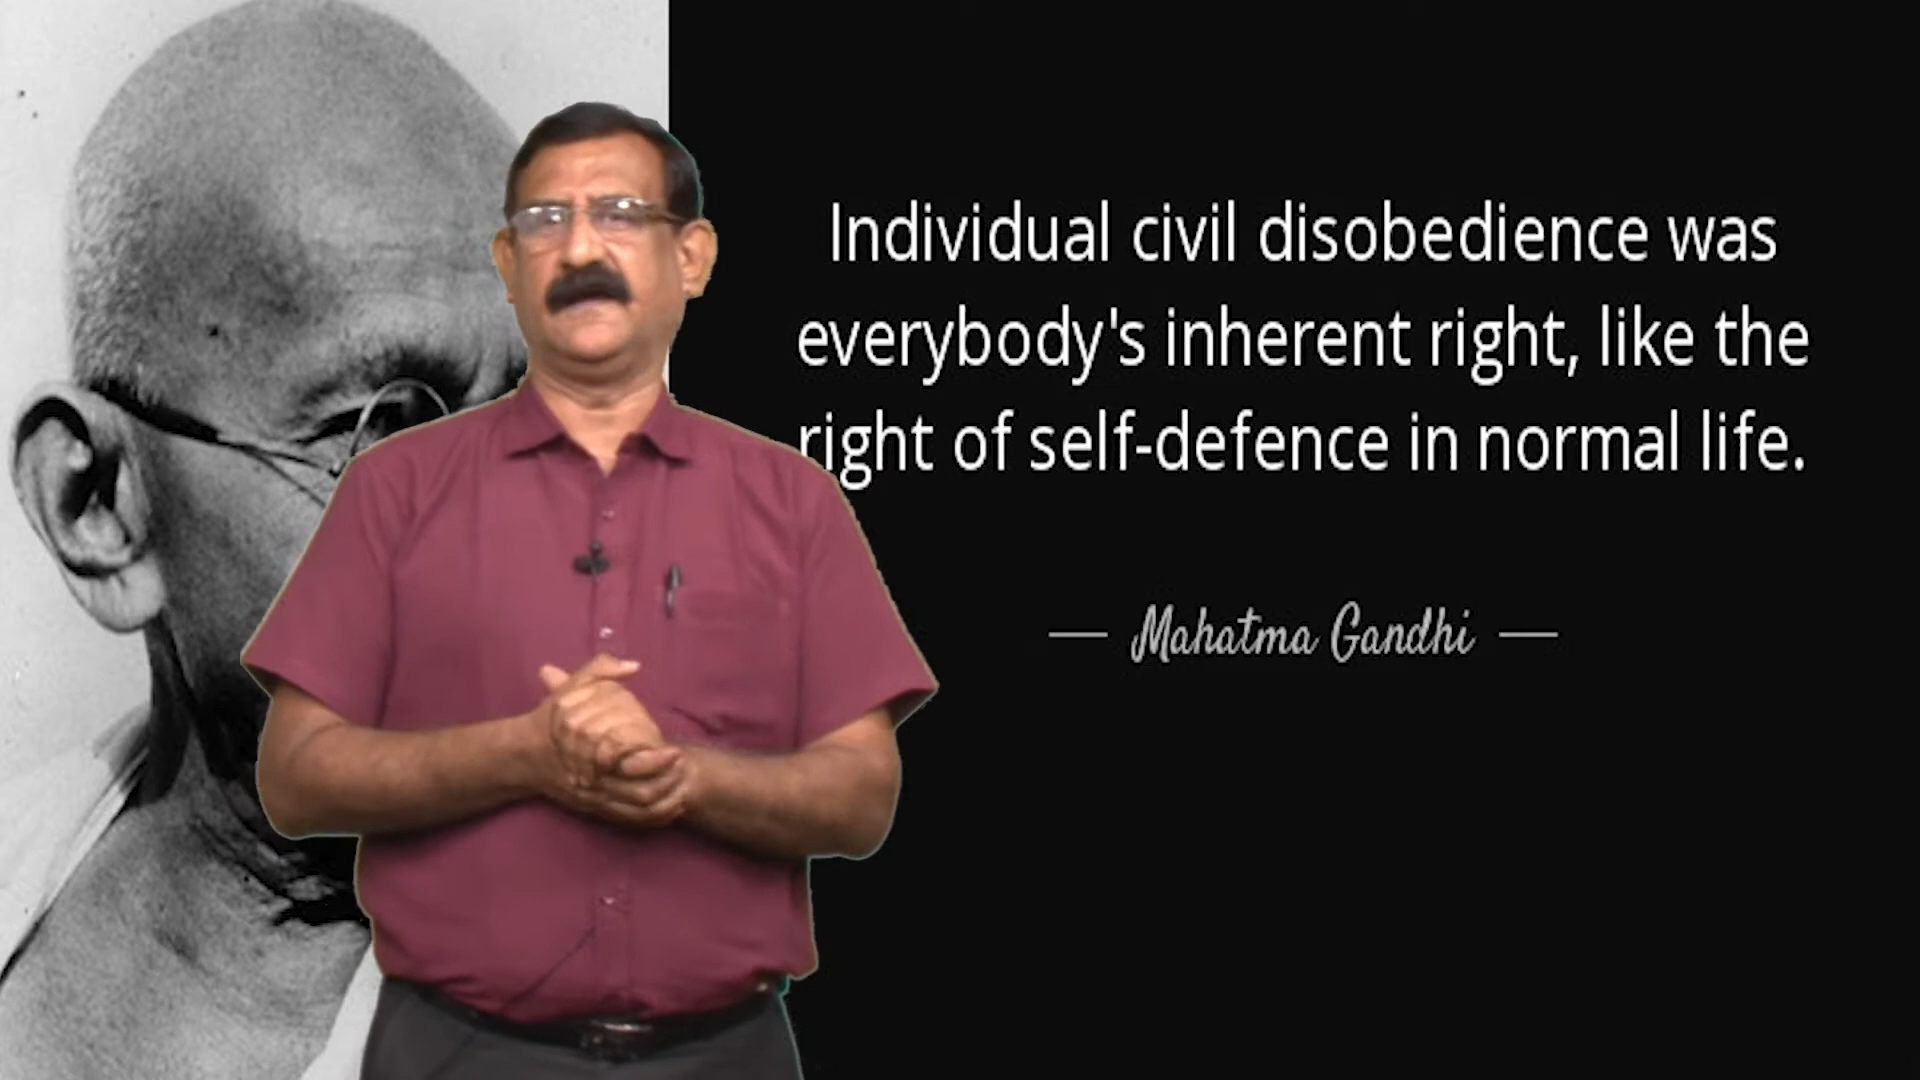 Individual civil disobedience was
everybody's inherent right, like the
right of self-defence in normal life.
— Mahatma Gandhi —